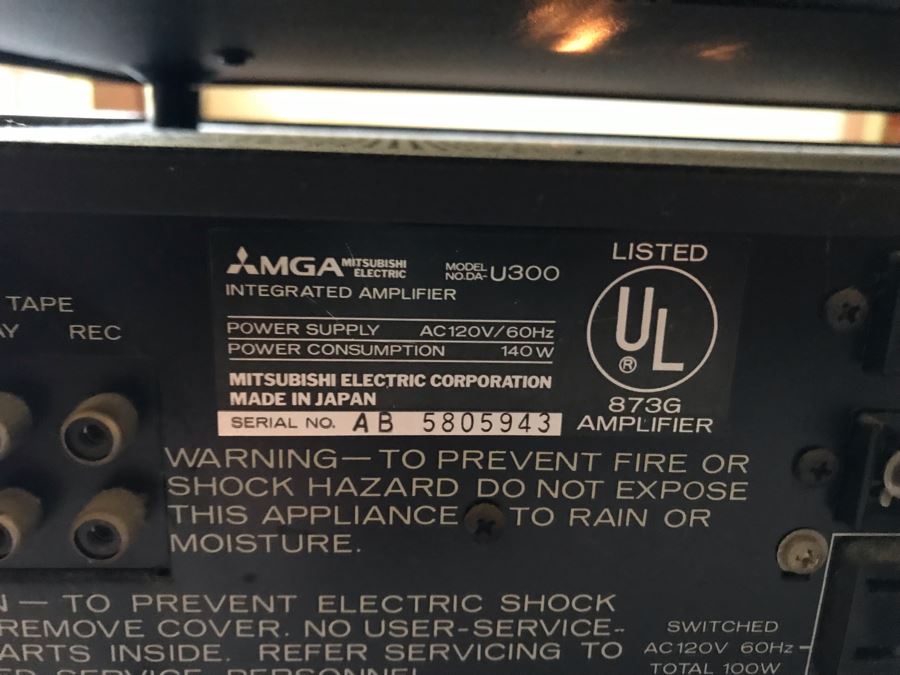 MGA MITSUBISHI ELECTRIC MODEL NO.DA-U300
INTEGRATED AMPLIFIER
POWER SUPPLY AC120V/60Hz
POWER CONSUMPTION 140W
MITSUBISHI ELECTRIC CORPORATION
MADE IN JAPAN
SERIAL NO. AB 5805943
LISTED
UL®
873G
AMPLIFIER
TAPE
REC
WARNING—TO PREVENT FIRE OR
SHOCK HAZARD DO NOT EXPOSE
THIS APPLIANCE TO RAIN OR
MOISTURE.
— TO PREVENT ELECTRIC SHOCK
REMOVE COVER. NO USER-SERVICE-
INSIDE. REFER SERVICING TO
SERVICE PERSONNEL.
SWITCHED
AC120V 60Hz
TOTAL 100W